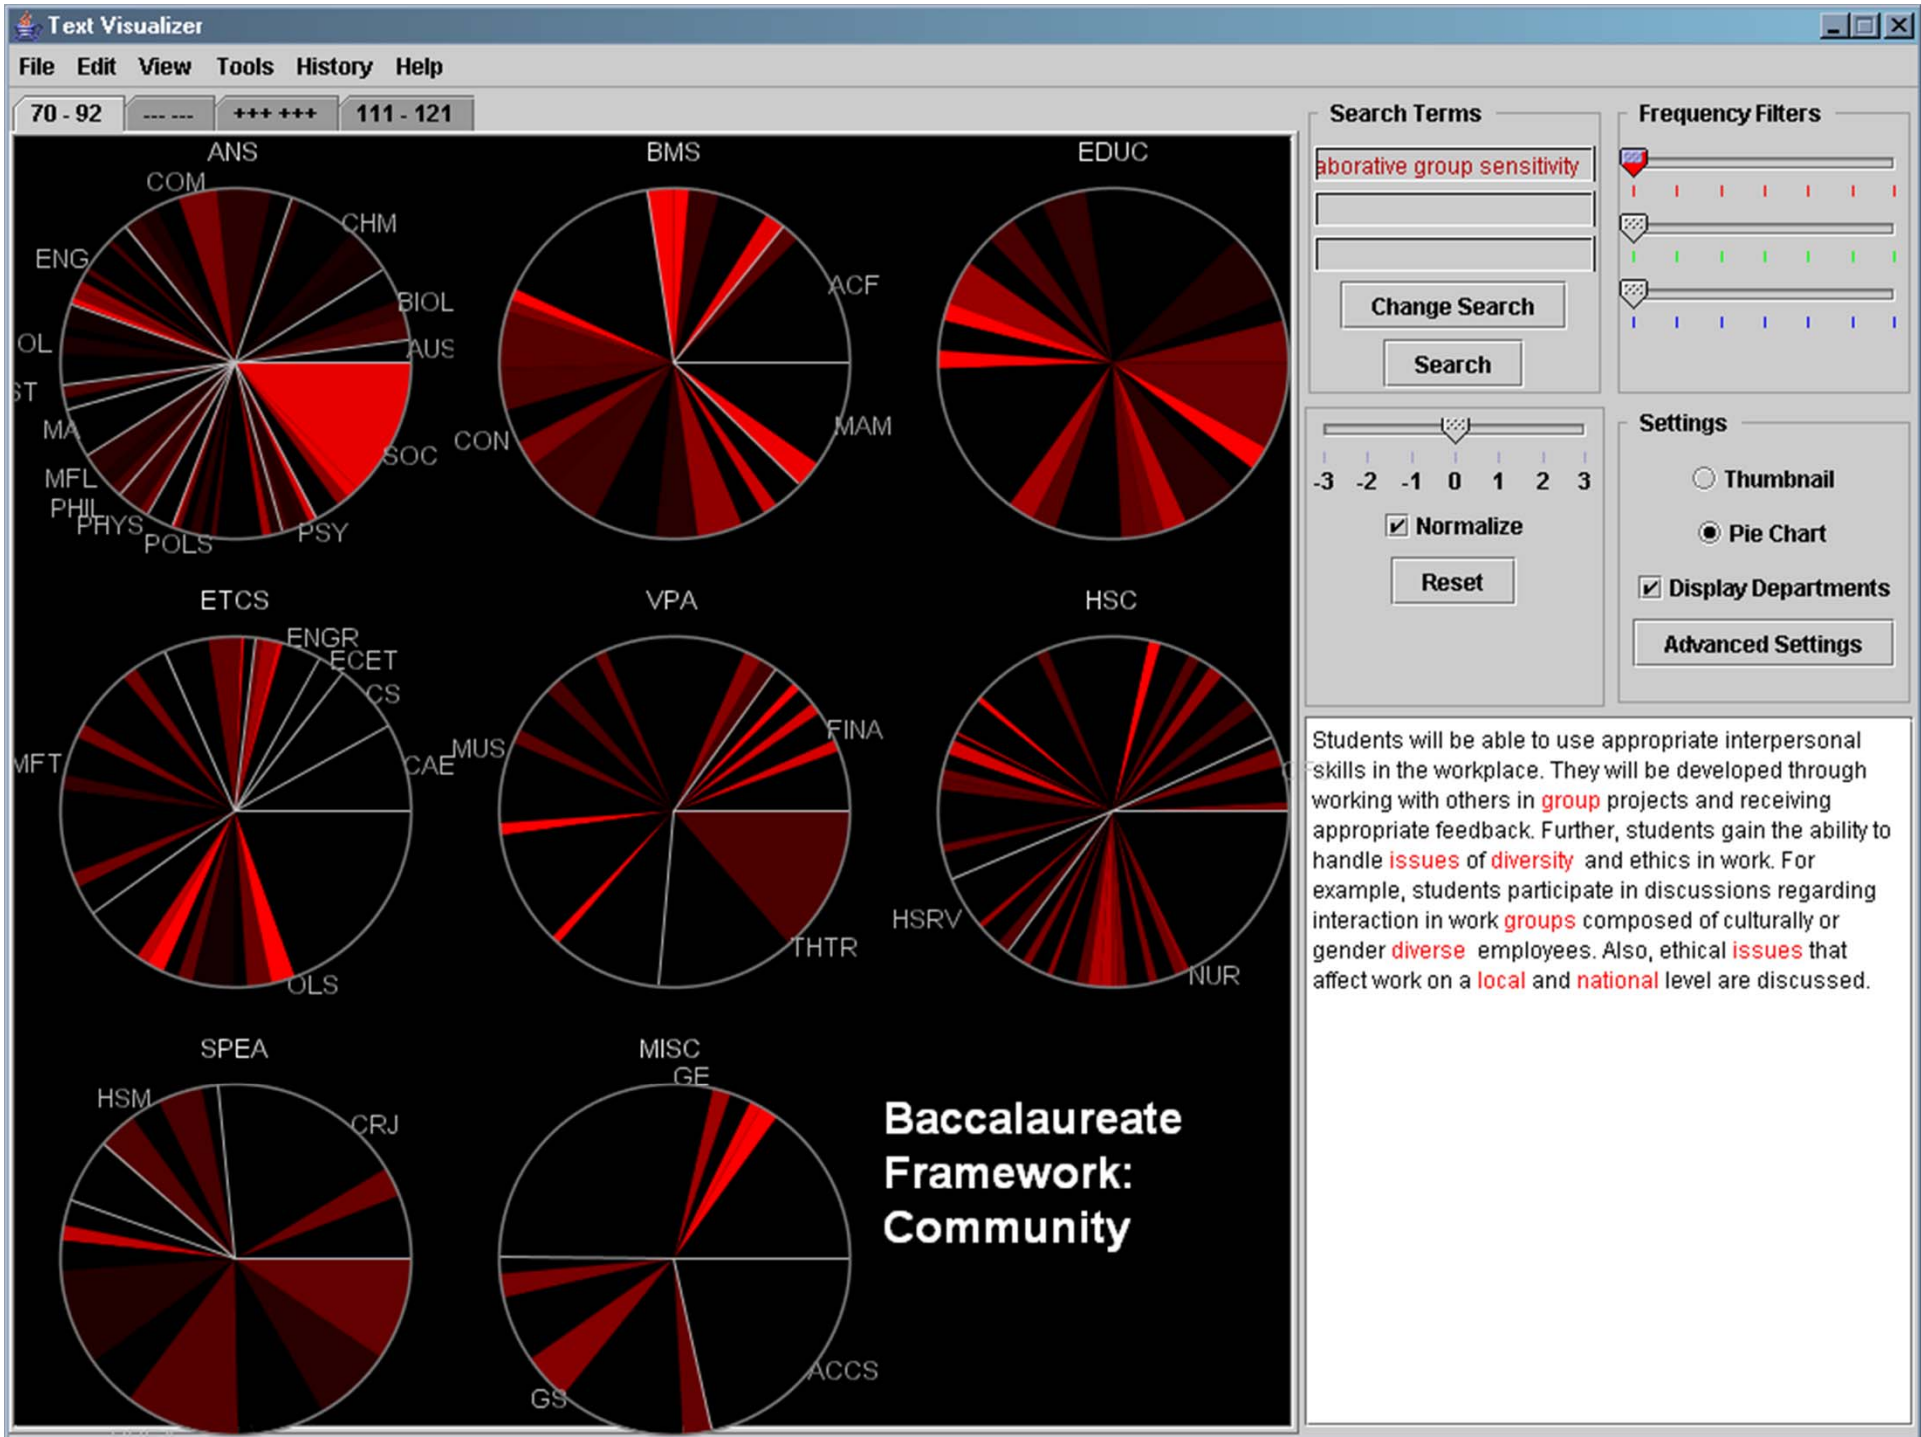 Text Visualizer
File Edit View Tools History Help
70 - 92
--- ---
+++ +++
111 - 121
ANS
COM
CHM
ENG
BIOL
OL
AUS
ST
MA
SOC
MFL
PHIL
PHYS
POLS
PSY
BMS
ACF
CON
MAM
EDUC
ETCS
ENGR
ECET
CS
MFT
CAE
OLS
VPA
FINA
MUS
THTR
HSC
HSRV
NUR
SPEA
HSM
CRJ
MISC
GE
GS
ACCS
Baccalaureate
Framework:
Community
Search Terms
aborative group sensitivity
Change Search
Search
Frequency Filters
-3 -2 -1 0 1 2 3
Normalize
Reset
Settings
Thumbnail
Pie Chart
Display Departments
Advanced Settings
Students will be able to use appropriate interpersonal
skills in the workplace. They will be developed through
working with others in group projects and receiving
appropriate feedback. Further, students gain the ability to
handle issues of diversity and ethics in work. For
example, students participate in discussions regarding
interaction in work groups composed of culturally or
gender diverse employees. Also, ethical issues that
affect work on a local and national level are discussed.